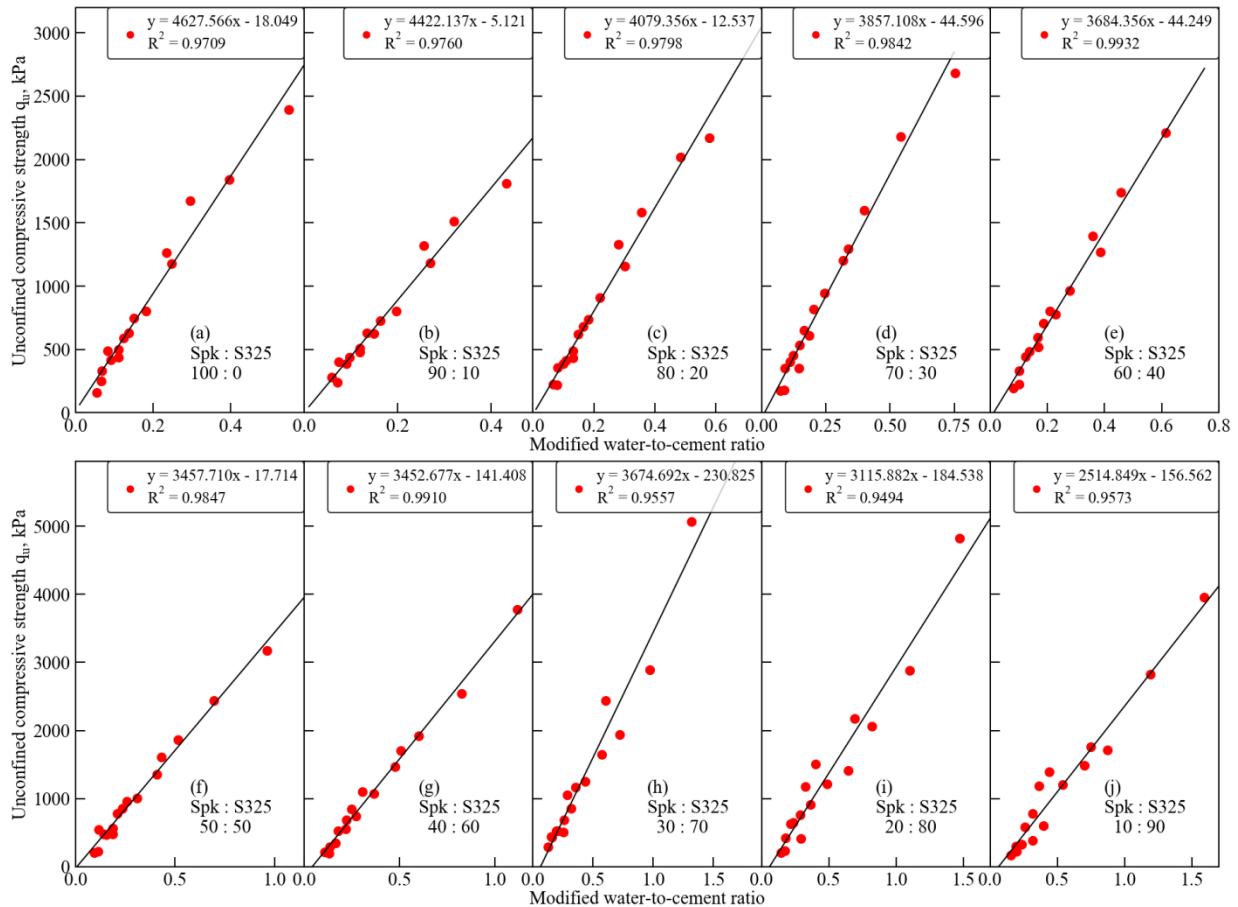 y = 4627.566x - 18.049
R² = 0.9709
y = 4422.137x - 5.121
R² = 0.9760
y = 4079.356x - 12.537
R² = 0.9798
y = 3857.108x - 44.596
R² = 0.9842
y = 3684.356x - 44.249
R² = 0.9932
Unconfined compressive strength qᵤ, kPa
3000
2500
2000
1500
1000
500
0
(a)
Spk : S325
100 : 0
(b)
Spk : S325
90 : 10
(c)
Spk : S325
80 : 20
(d)
Spk : S325
70 : 30
(e)
Spk : S325
60 : 40
0.0 0.2 0.4 0.0 0.2 0.4 0.0 0.2 0.4 0.6 0.00 0.25 0.50 0.75 0.0 0.2 0.4 0.6 0.8
Modified water-to-cement ratio
y = 3457.710x - 17.714
R² = 0.9847
y = 3452.677x - 141.408
R² = 0.9910
y = 3674.692x - 230.825
R² = 0.9557
y = 3115.882x - 184.538
R² = 0.9494
y = 2514.849x - 156.562
R² = 0.9573
Unconfined compressive strength qᵤ, kPa
5000
4000
3000
2000
1000
0
(f)
Spk : S325
50 : 50
(g)
Spk : S325
40 : 60
(h)
Spk : S325
30 : 70
(i)
Spk : S325
20 : 80
(j)
Spk : S325
10 : 90
0.0 0.5 1.0 0.0 0.5 1.0 0.0 0.5 1.0 1.5 0.0 0.5 1.0 1.5 0.0 0.5 1.0 1.5
Modified water-to-cement ratio